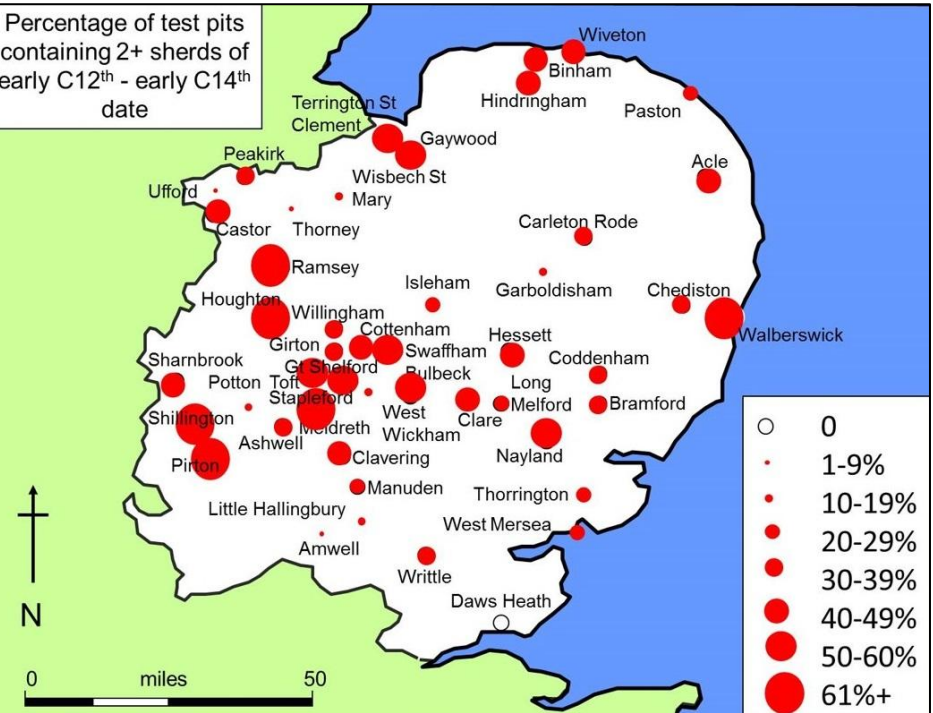 Percentage of test pits
containing 2+ sherds of
early C12th - early C14th
date
Wiveton
Binham
Hindringham
Paston
Terrington St
Clement
Gaywood
Peakirk
Acle
Ufford
Wisbech St
Mary
Castor
Thorney
Carleton Rode
Ramsey
Isleham
Garboldisham
Chediston
Houghton
Willingham
Walberswick
Cottenham
Girton
Hessett
Swaffham
Bulbeck
Sharnbrook
Gt Shelford
Coddenham
Potton
Toft
Long
Melford
Stapleford
Bramford
West
Wickham
Clare
Shillington
Ashwell
Meldreth
Nayland
Pirton
Clavering
Manuden
Thorrington
Little Hallingbury
West Mersea
Amwell
Writtle
Daws Heath
N
0 miles 50
0
1-9%
10-19%
20-29%
30-39%
40-49%
50-60%
61%+